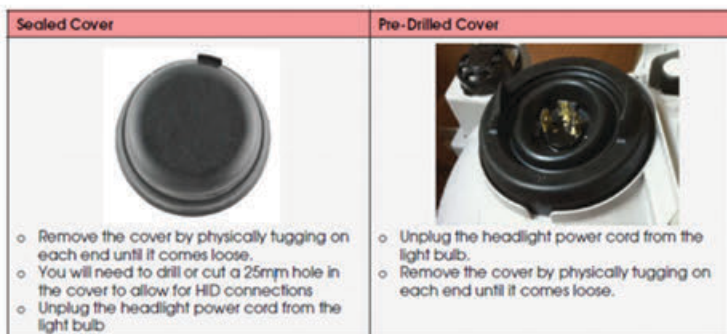 Sealed Cover
Pre-Drilled Cover
o Remove the cover by physically tugging on
each end until it comes loose.
o You will need to drill or cut a 25mm hole in
the cover to allow for HID connections
o Unplug the headlight power cord from the
light bulb
o Unplug the headlight power cord from the
light bulb.
o Remove the cover by physically tugging on
each end until it comes loose.